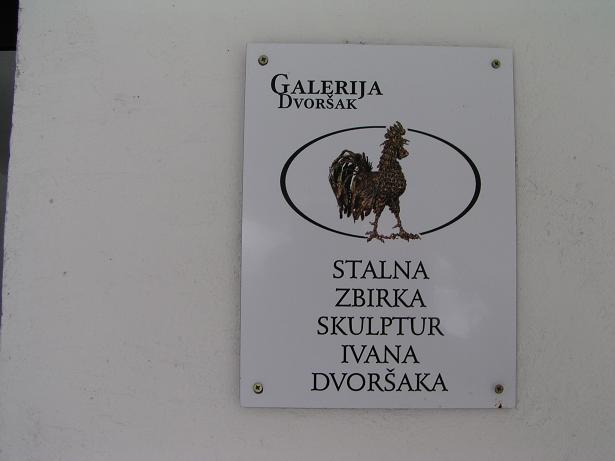 GALERIJA
DVORŠAK
STALNA
ZBIRKA
SKULPTUR
IVANA
DVORŠAKA